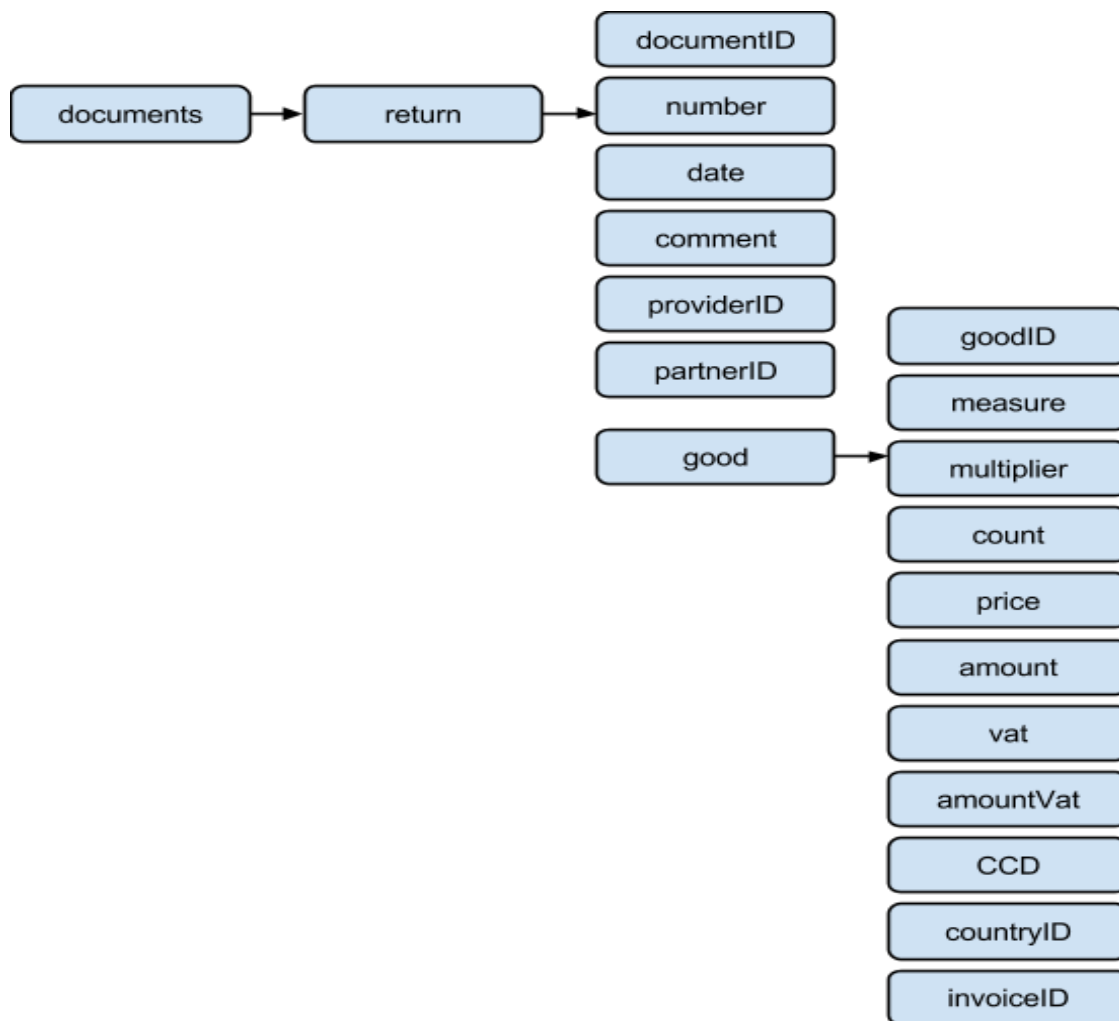 documents
return
documentID
number
date
comment
providerID
partnerID
good
goodID
measure
multiplier
count
price
amount
vat
amountVat
CCD
countryID
invoiceID